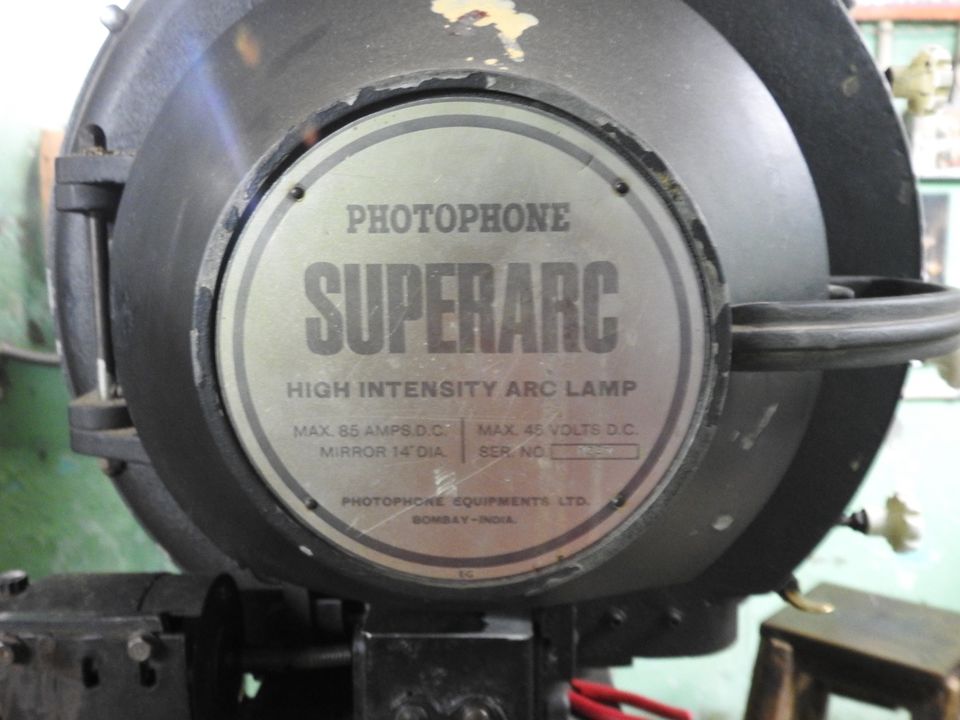 PHOTOPHONE
SUPERARC
HIGH INTENSITY ARC LAMP
MAX. 85 AMPS.D.C.
MIRROR 14" DIA.
MAX. 45 VOLTS D.C.
SER. NO.
PHOTOPHONE EQUIPMENTS LTD.
BOMBAY-INDIA.